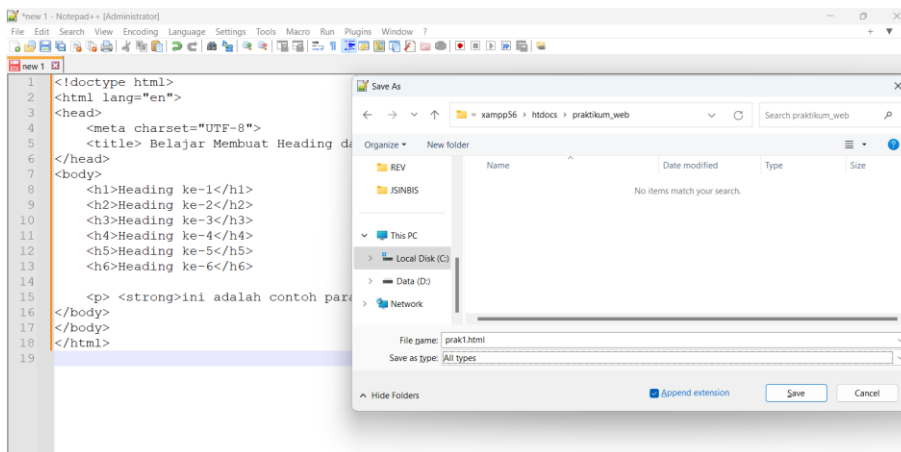 *new 1 - Notepad++ [Administrator]
File Edit Search View Encoding Language Settings Tools Macro Run Plugins Window ?
new 1
1 <!doctype html>
2 <html lang="en">
3 <head>
4 <meta charset="UTF-8">
5 <title> Belajar Membuat Heading da
6 </head>
7 <body>
8 <h1>Heading ke-1</h1>
9 <h2>Heading ke-2</h2>
10 <h3>Heading ke-3</h3>
11 <h4>Heading ke-4</h4>
12 <h5>Heading ke-5</h5>
13 <h6>Heading ke-6</h6>
14
15 <p> <strong>ini adalah contoh para
16 </body>
17 </body>
18 </html>
19
Save As
« xampp56 > htdocs > praktikum_web
Search praktikum_web
Organize New folder
Name Date modified Type Size
REV
JSINBIS
No items match your search.
This PC
Local Disk (C:)
Data (D:)
Network
File name: prak1.html
Save as type: All types
Hide Folders
Append extension
Save
Cancel